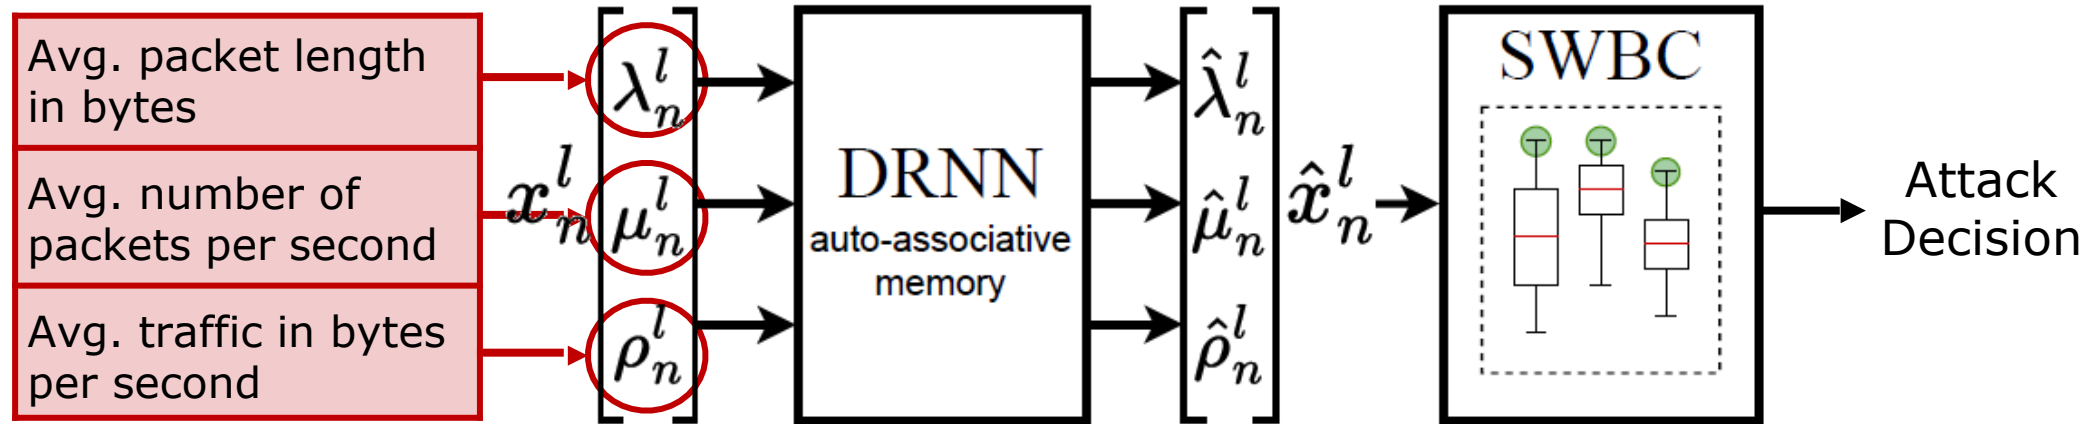 Avg. packet length
in bytes
Avg. number of
packets per second
Avg. traffic in bytes
per second
x_n^l
λ_n^l
μ_n^l
ρ_n^l
DRNN
auto-associative
memory
λ̂_n^l
μ̂_n^l
ρ̂_n^l
x̂_n^l
SWBC
Attack
Decision